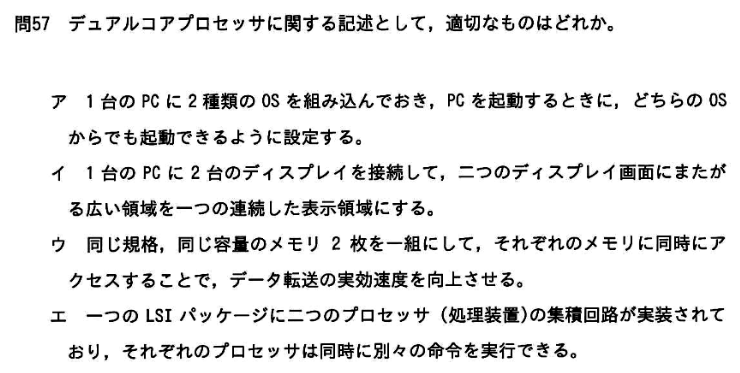 問57 デュアルコアプロセッサに関する記述として，適切なものはどれか。
ア 1台のPCに2種類のOSを組み込んでおき，PCを起動するときに，どちらのOS
からでも起動できるように設定する。
イ 1台のPCに2台のディスプレイを接続して，二つのディスプレイ画面にまたが
る広い領域を一つの連続した表示領域にする。
ウ 同じ規格，同じ容量のメモリ2枚を一組にして，それぞれのメモリに同時にア
クセスすることで，データ転送の実効速度を向上させる。
エ 一つのLSIパッケージに二つのプロセッサ（処理装置）の集積回路が実装されて
おり，それぞれのプロセッサは同時に別々の命令を実行できる。